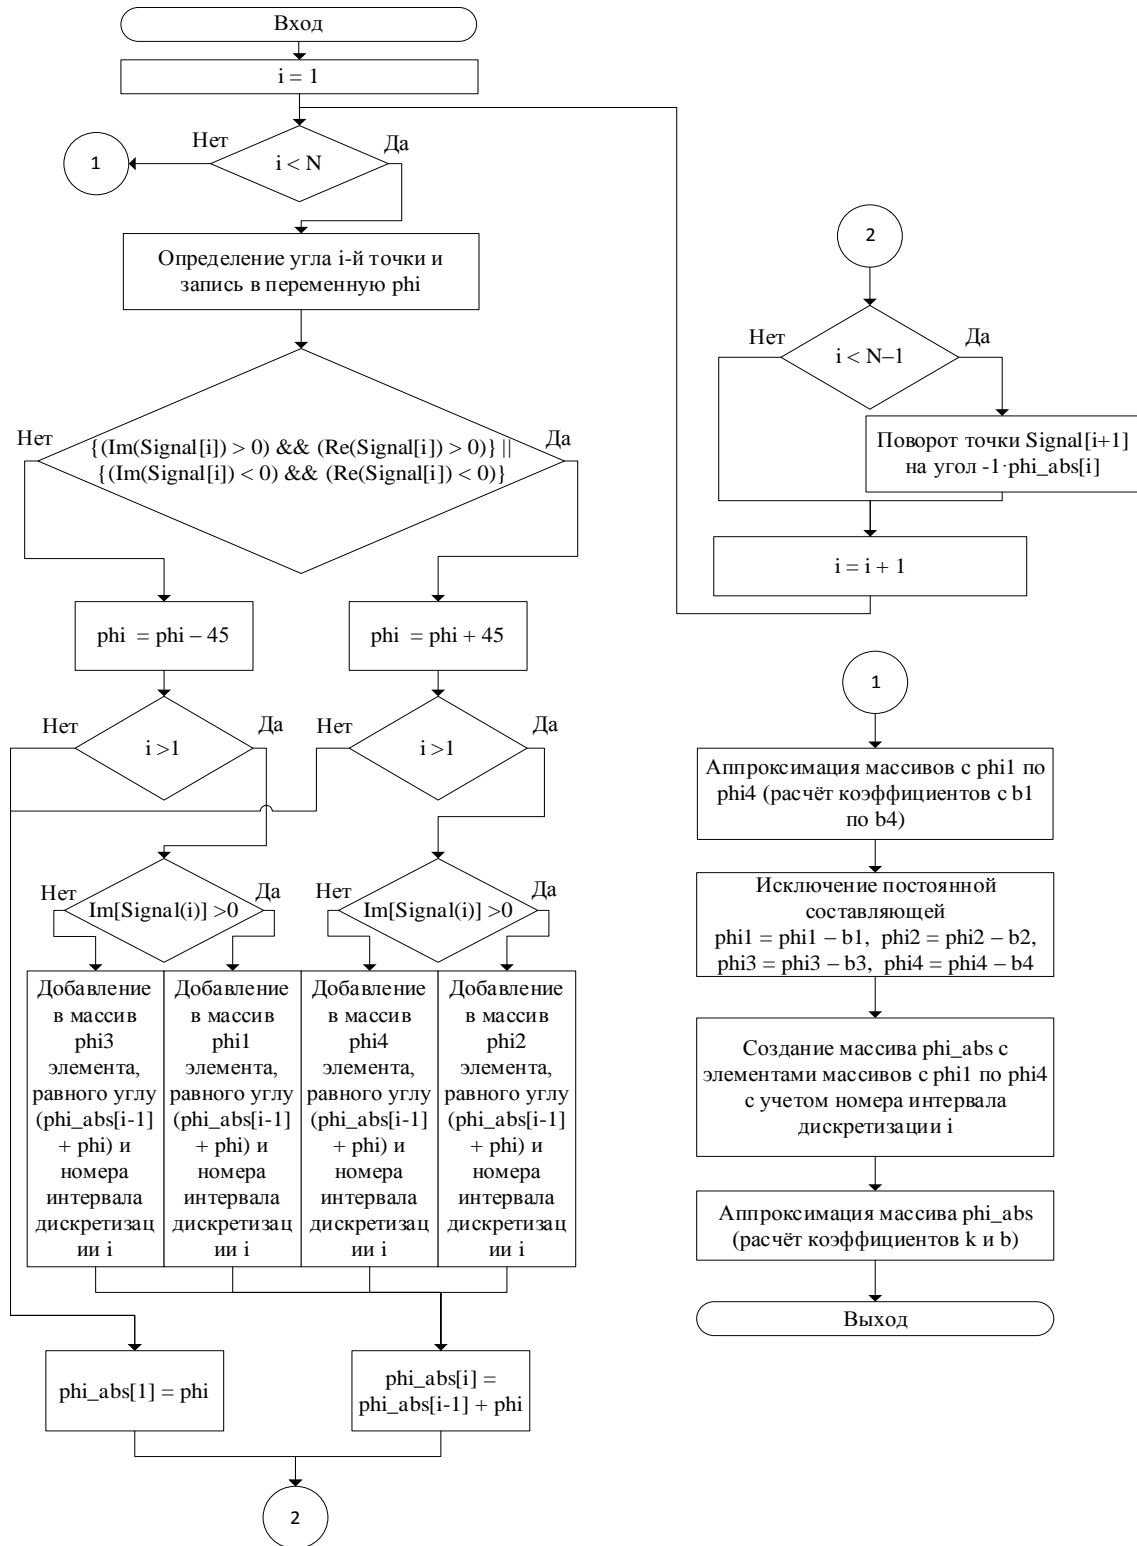 Вход
i = 1
Нет
Да
1
i < N
Определение угла i-й точки и
запись в переменную phi
Нет
Да
{(Im(Signal[i]) > 0) && (Re(Signal[i]) > 0)} ||
{(Im(Signal[i]) < 0) && (Re(Signal[i]) < 0)}
phi = phi – 45
phi = phi + 45
Нет
Да
i >1
Нет
Да
i >1
Нет
Да
Im[Signal(i)] >0
Нет
Да
Im[Signal(i)] >0
Добавление
в массив
phi3
элемента,
равного углу
(phi_abs[i-1]
+ phi) и
номера
интервала
дискретизац
ии i
Добавление
в массив
phi1
элемента,
равного углу
(phi_abs[i-1]
+ phi) и
номера
интервала
дискретизац
ии i
Добавление
в массив
phi4
элемента,
равного углу
(phi_abs[i-1]
+ phi) и
номера
интервала
дискретизац
ии i
Добавление
в массив
phi2
элемента,
равного углу
(phi_abs[i-1]
+ phi) и
номера
интервала
дискретизац
ии i
phi_abs[1] = phi
phi_abs[i] =
phi_abs[i-1] + phi
2
2
Нет
Да
i < N–1
Поворот точки Signal[i+1]
на угол -1·phi_abs[i]
i = i + 1
1
Аппроксимация массивов с phi1 по
phi4 (расчёт коэффициентов с b1
по b4)
Исключение постоянной
составляющей
phi1 = phi1 – b1, phi2 = phi2 – b2,
phi3 = phi3 – b3, phi4 = phi4 – b4
Создание массива phi_abs с
элементами массивов с phi1 по phi4
с учетом номера интервала
дискретизации i
Аппроксимация массива phi_abs
(расчёт коэффициентов k и b)
Выход